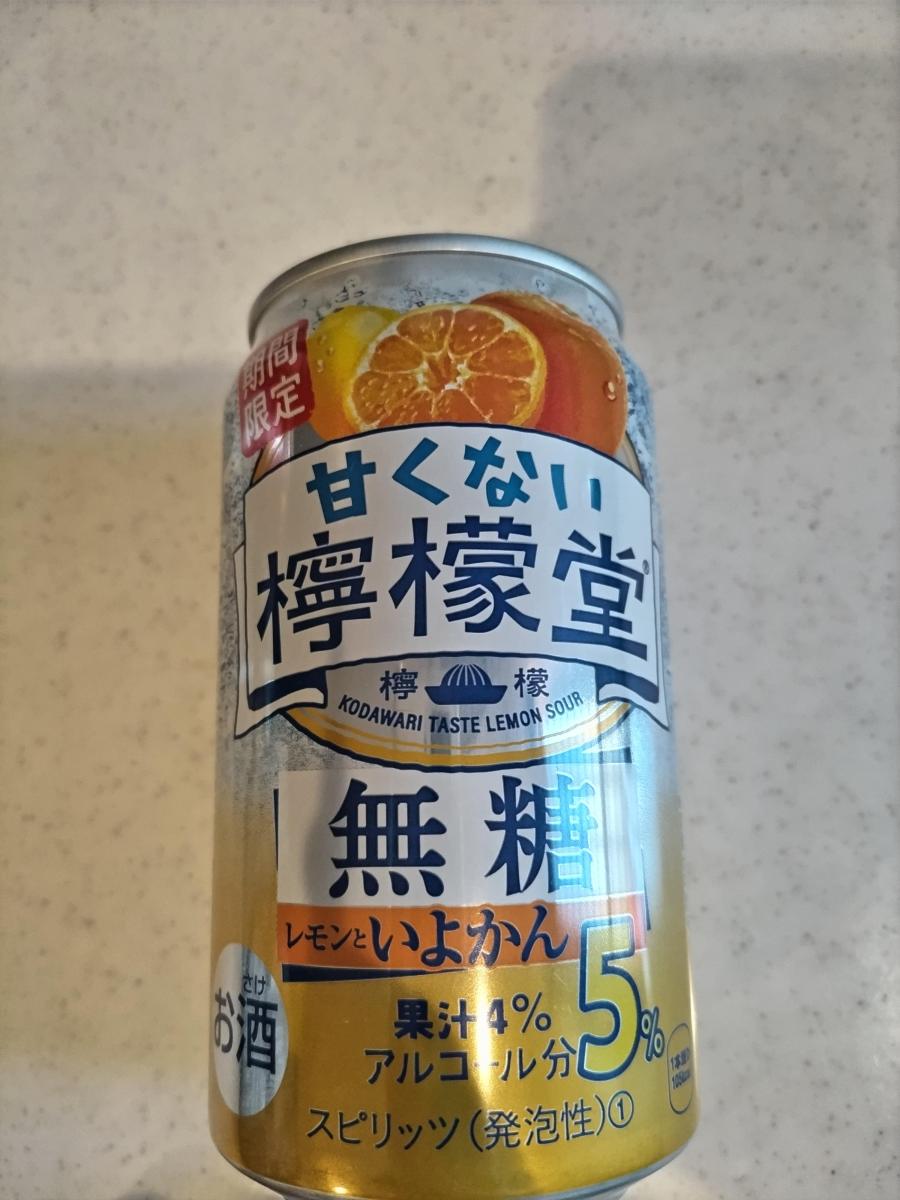 期間
限定
甘くない
檸檬堂®
檸 檬
KODAWARI TASTE LEMON SOUR
無糖
レモンといよかん
果汁4%
アルコール分5%
さけ
お酒
スピリッツ(発泡性)①